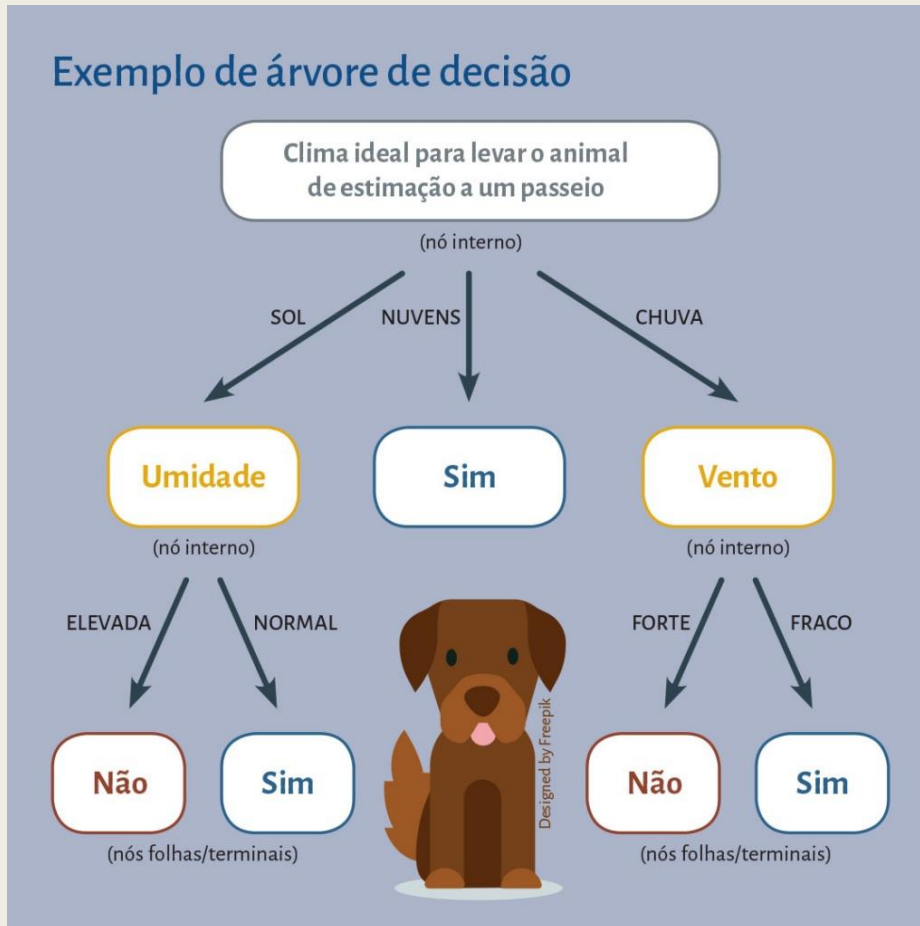 Exemplo de árvore de decisão
Clima ideal para levar o animal
de estimação a um passeio
(nó interno)
SOL
NUVENS
CHUVA
Umidade
Sim
Vento
(nó interno)
(nó interno)
ELEVADA
NORMAL
FORTE
FRACO
Não
Sim
Designed by Freepik
Não
Sim
(nós folhas/terminais)
(nós folhas/terminais)